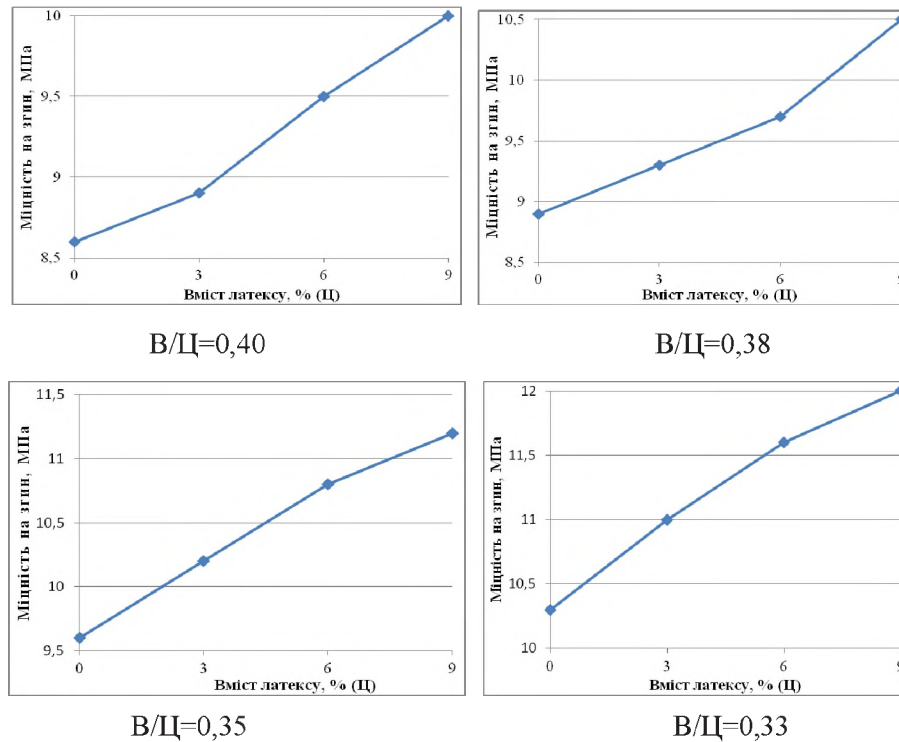 Міцність на згин, МПа
10
9,5
9
8,5
0 3 6 9
Вміст латексу, % (Ц)
В/Ц=0,40
Міцність на згин, МПа
10,5
10
9,5
9
8,5
0 3 6 9
Вміст латексу, % (Ц)
В/Ц=0,38
Міцність на згин, МПа
11,5
11
10,5
10
9,5
0 3 6 9
Вміст латексу, % (Ц)
В/Ц=0,35
Міцність на згин, МПа
12
11,5
11
10,5
10
0 3 6 9
Вміст латексу, % (Ц)
В/Ц=0,33